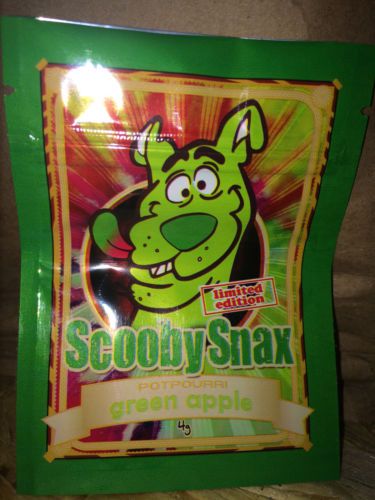 limited
edition
Scooby Snax
POTPOURRI
green apple
4g